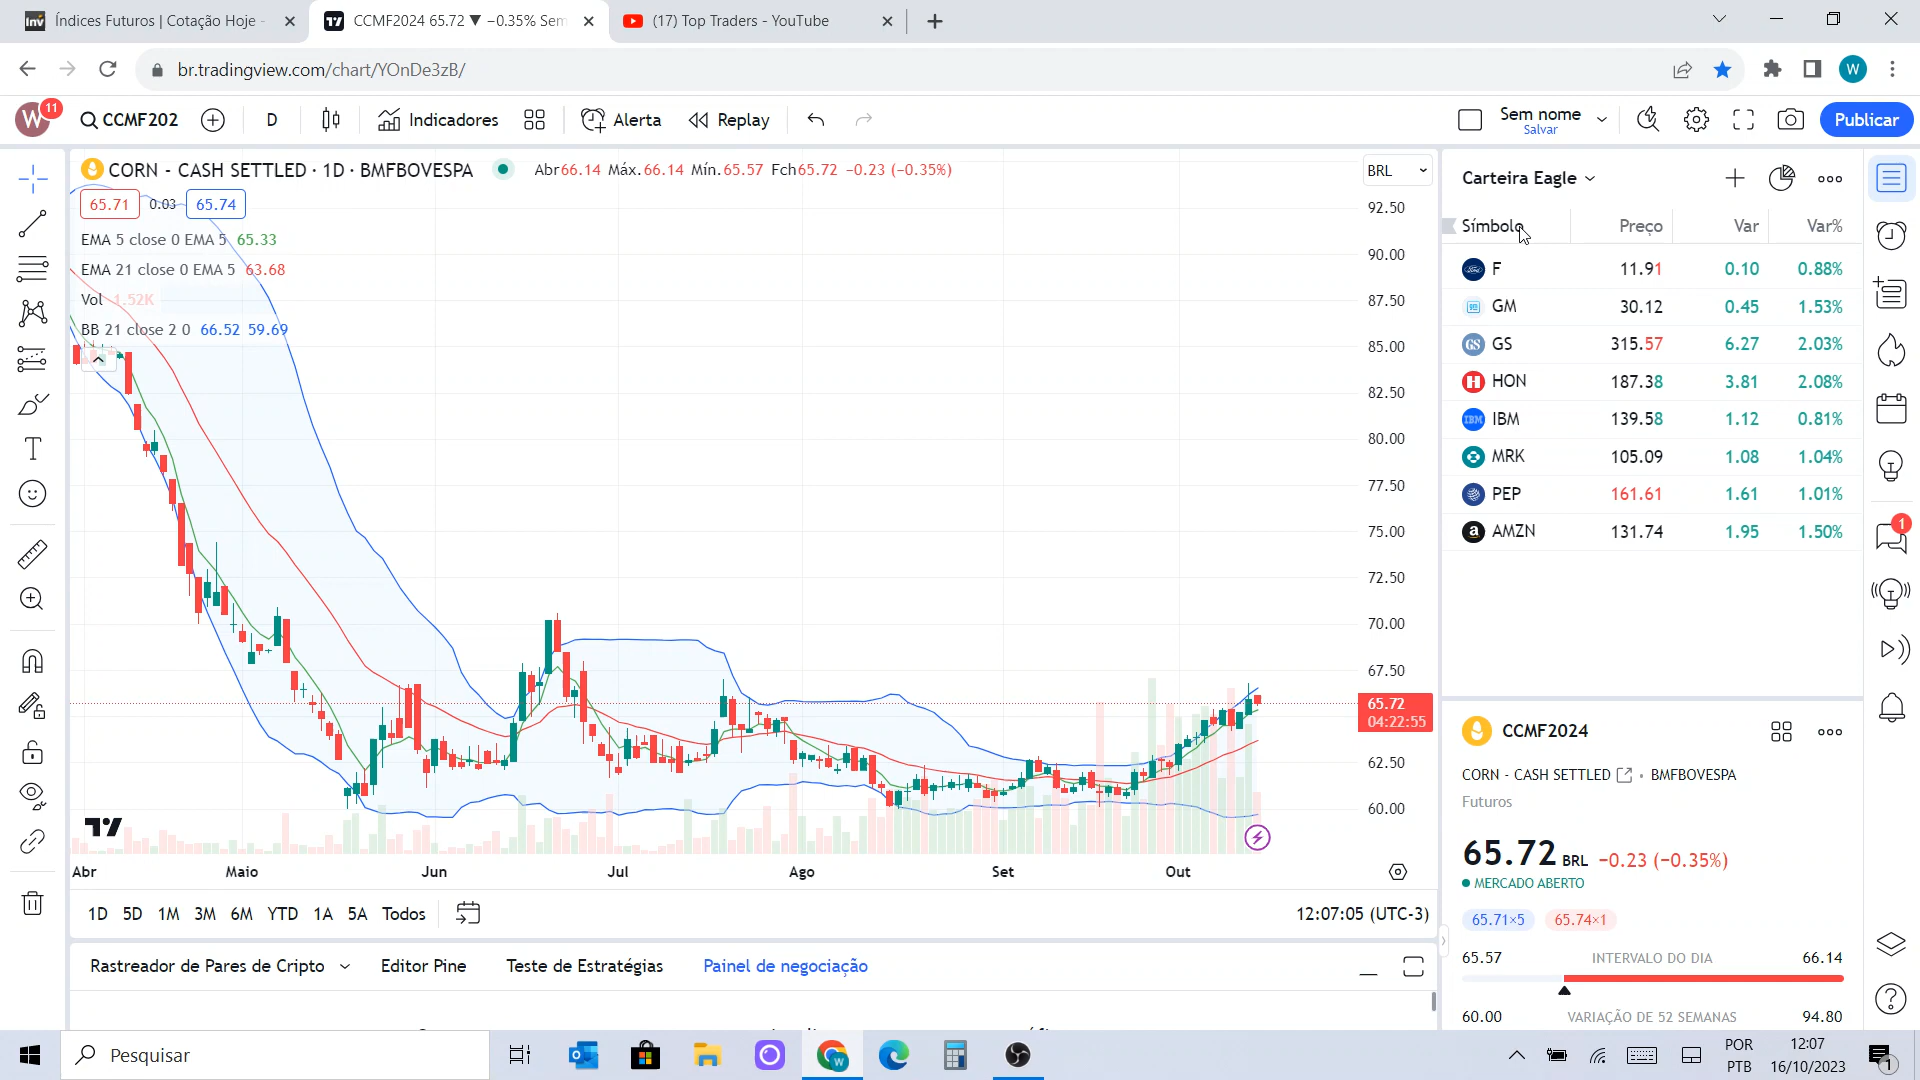 Índices Futuros | Cotação Hoje -
CCMF2024 65.72 ▼ −0.35% Sem
(17) Top Traders - YouTube
br.tradingview.com/chart/YOnDe3zB/
W
W
11
CCMF202
D
Indicadores
Alerta
Replay
Sem nome
Salvar
Publicar
CORN - CASH SETTLED · 1D · BMFBOVESPA
Abr66.14 Máx.66.14 Mín.65.57 Fch65.72 −0.23 (−0.35%)
65.71
0.03
65.74
EMA 5 close 0 EMA 5 65.33
EMA 21 close 0 EMA 5 63.68
Vol 1.52K
BB 21 close 2 0 66.52 59.69
BRL
92.50
90.00
87.50
85.00
82.50
80.00
77.50
75.00
72.50
70.00
67.50
65.72
04:22:55
62.50
60.00
Abr Maio Jun Jul Ago Set Out
1D 5D 1M 3M 6M YTD 1A 5A Todos
12:07:05 (UTC-3)
Rastreador de Pares de Cripto
Editor Pine
Teste de Estratégias
Painel de negociação
Carteira Eagle
Símbolo Preço Var Var%
F 11.91 0.10 0.88%
GM 30.12 0.45 1.53%
GS GS 315.57 6.27 2.03%
H HON 187.38 3.81 2.08%
IBM IBM 139.58 1.12 0.81%
MRK 105.09 1.08 1.04%
PEP 161.61 1.61 1.01%
a AMZN 131.74 1.95 1.50%
CCMF2024
CORN - CASH SETTLED · BMFBOVESPA
Futuros
65.72 BRL −0.23 (−0.35%)
MERCADO ABERTO
65.71×5 65.74×1
65.57 INTERVALO DO DIA 66.14
60.00 VARIAÇÃO DE 52 SEMANAS 94.80
1
Pesquisar
POR
PTB
12:07
16/10/2023
1